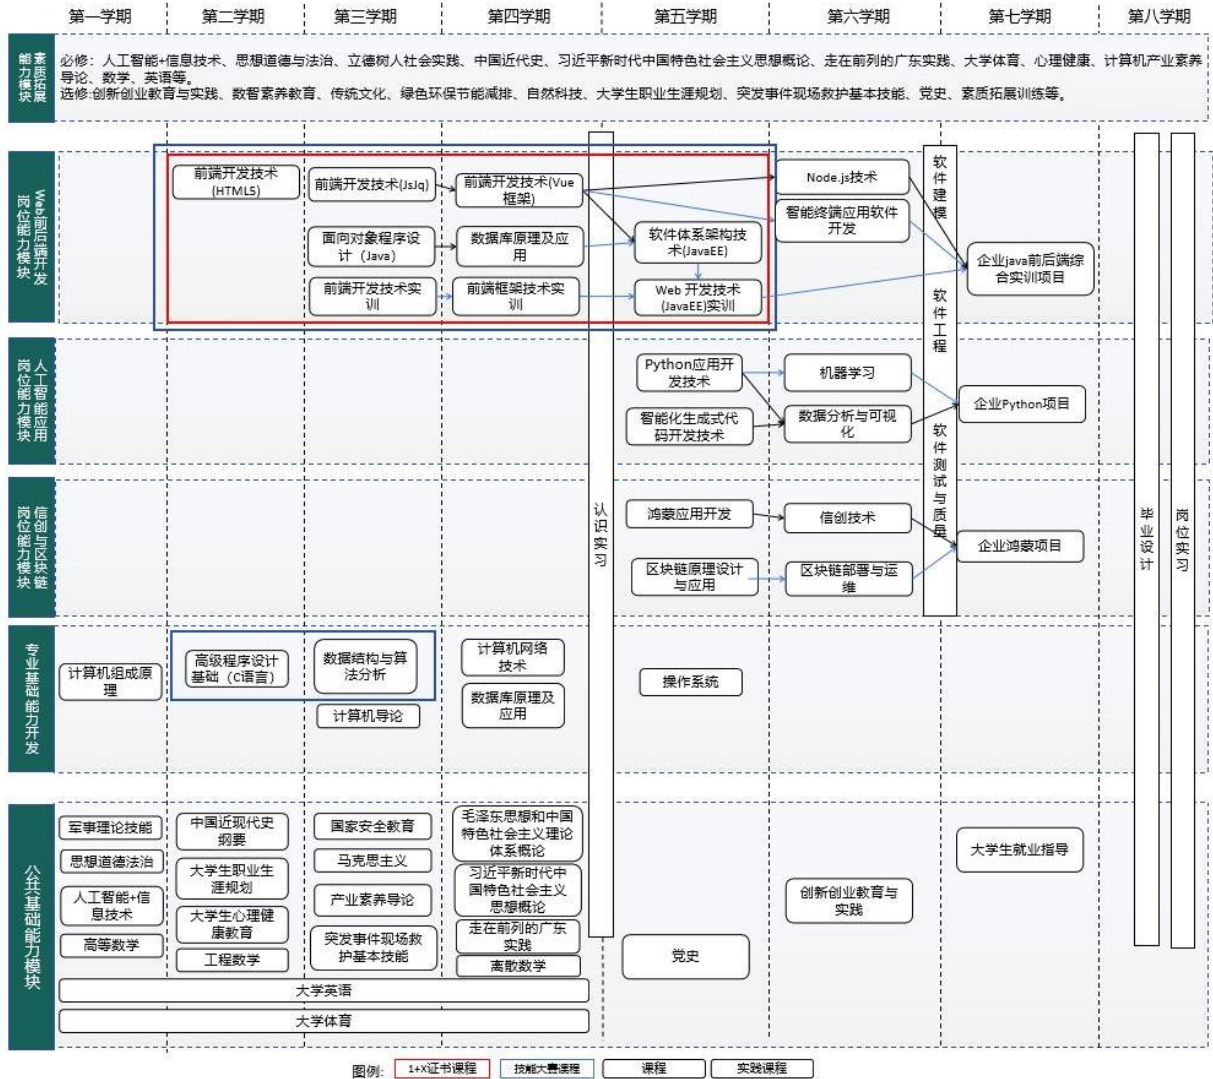 第一学期
第二学期
第三学期
第四学期
第五学期
第六学期
第七学期
第八学期
素质拓展
能力模块
必修：人工智能+信息技术、思想道德与法治、立德树人社会实践、中国近代史、习近平新时代中国特色社会主义思想概论、走在前列的广东实践、大学体育、心理健康、计算机产业素养
导论、数学、英语等。
选修:创新创业教育与实践、数智素养教育、传统文化、绿色环保节能减排、自然科技、大学生职业生涯规划、突发事件现场救护基本技能、党史、素质拓展训练等。
Web前后端开发
岗位能力模块
前端开发技术
(HTML5)
前端开发技术(JsJq)
前端开发技术(Vue
框架)
Node.js技术
智能终端应用软件
开发
面向对象程序设
计（Java）
数据库原理及应
用
软件体系架构技
术(JavaEE)
企业java前后端综
合实训项目
前端开发技术实
训
前端框架技术实
训
Web 开发技术
(JavaEE)实训
软件建模
软件工程
软件测试与质量
人工智能应用
岗位能力模块
Python应用开
发技术
机器学习
智能化生成式代
码开发技术
数据分析与可视
化
企业Python项目
信创与区块链
岗位能力模块
鸿蒙应用开发
信创技术
企业鸿蒙项目
区块链原理设计
与应用
区块链部署与运
维
认识实习
毕业设计
岗位实习
专业基础能力开发
计算机组成原
理
高级程序设计
基础（C语言）
数据结构与算
法分析
计算机导论
计算机网络
技术
数据库原理及
应用
操作系统
公共基础能力模块
军事理论技能
思想道德法治
人工智能+信
息技术
高等数学
中国近现代史
纲要
大学生职业生
涯规划
大学生心理健
康教育
工程数学
国家安全教育
马克思主义
产业素养导论
突发事件现场救
护基本技能
毛泽东思想和中国
特色社会主义理论
体系概论
习近平新时代中
国特色社会主义
思想概论
走在前列的广东
实践
离散数学
党史
创新创业教育与
实践
大学生就业指导
大学英语
大学体育
图例:
1+X证书课程
技能大赛课程
课程
实践课程